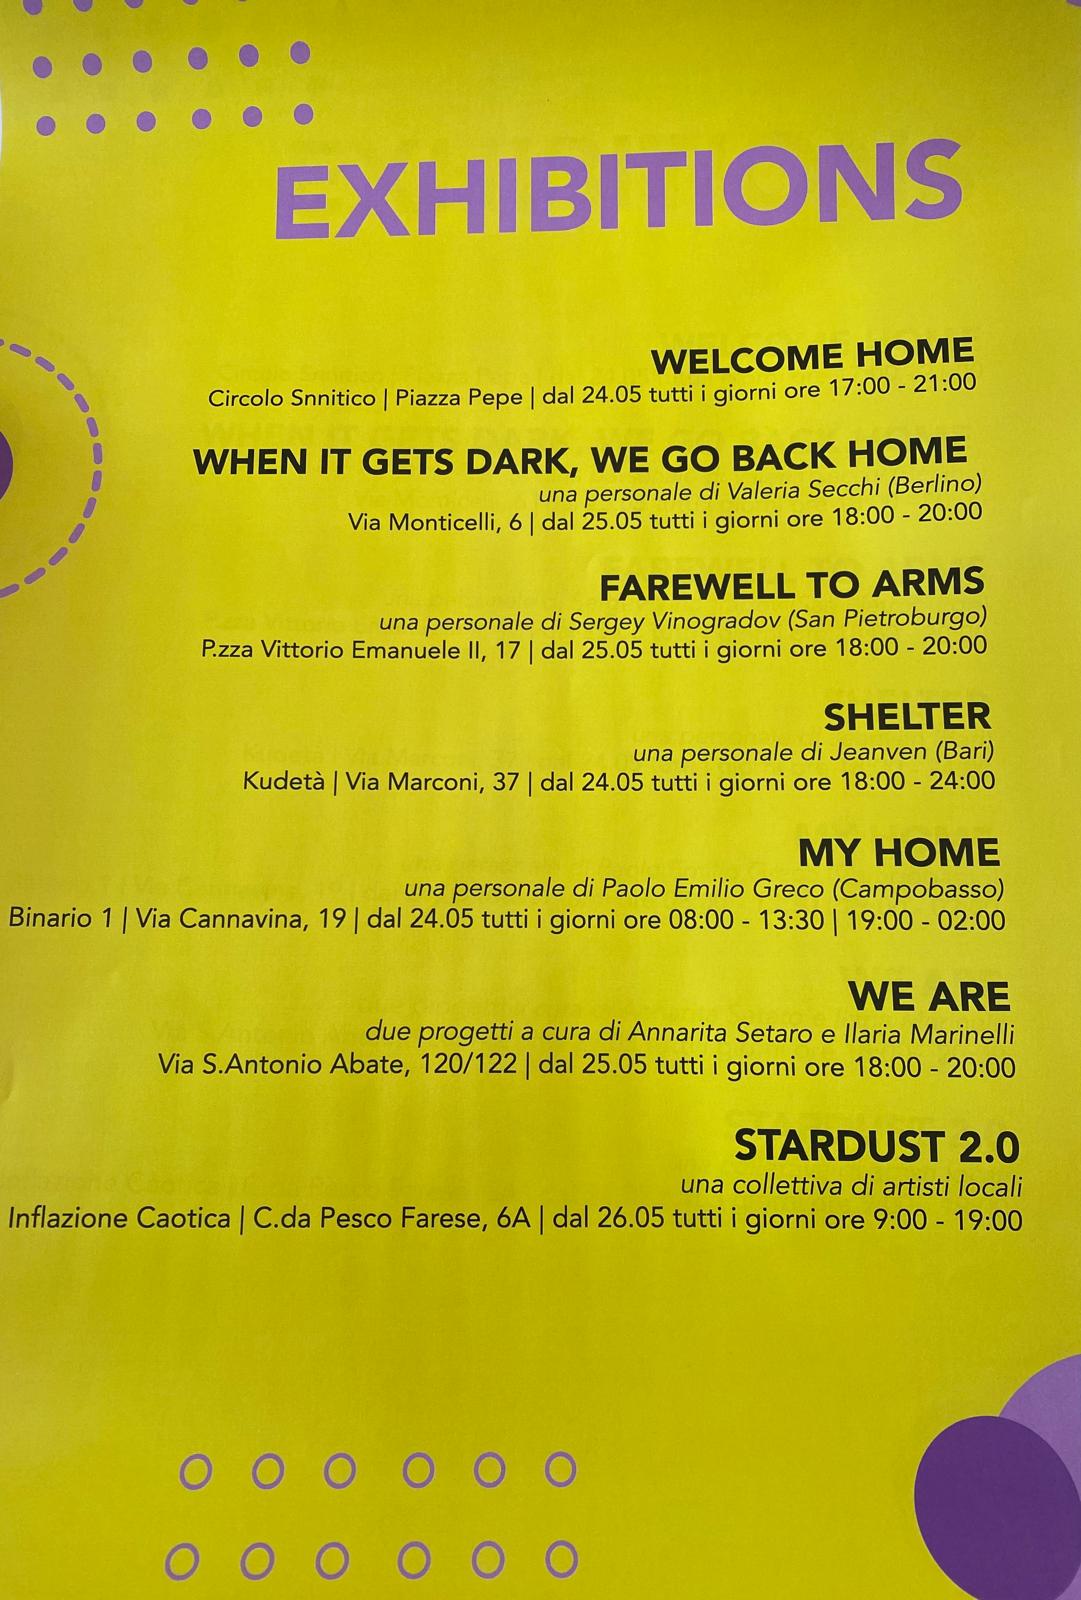 EXHIBITIONS
WELCOME HOME
Circolo Snnitico | Piazza Pepe | dal 24.05 tutti i giorni ore 17:00 - 21:00
WHEN IT GETS DARK, WE GO BACK HOME
una personale di Valeria Secchi (Berlino)
Via Monticelli, 6 | dal 25.05 tutti i giorni ore 18:00 - 20:00
FAREWELL TO ARMS
una personale di Sergey Vinogradov (San Pietroburgo)
P.zza Vittorio Emanuele II, 17 | dal 25.05 tutti i giorni ore 18:00 - 20:00
SHELTER
una personale di Jeanven (Bari)
Kudetà | Via Marconi, 37 | dal 24.05 tutti i giorni ore 18:00 - 24:00
MY HOME
una personale di Paolo Emilio Greco (Campobasso)
Binario 1 | Via Cannavina, 19 | dal 24.05 tutti i giorni ore 08:00 - 13:30 | 19:00 - 02:00
WE ARE
due progetti a cura di Annarita Setaro e Ilaria Marinelli
Via S.Antonio Abate, 120/122 | dal 25.05 tutti i giorni ore 18:00 - 20:00
STARDUST 2.0
una collettiva di artisti locali
Inflazione Caotica | C.da Pesco Farese, 6A | dal 26.05 tutti i giorni ore 9:00 - 19:00